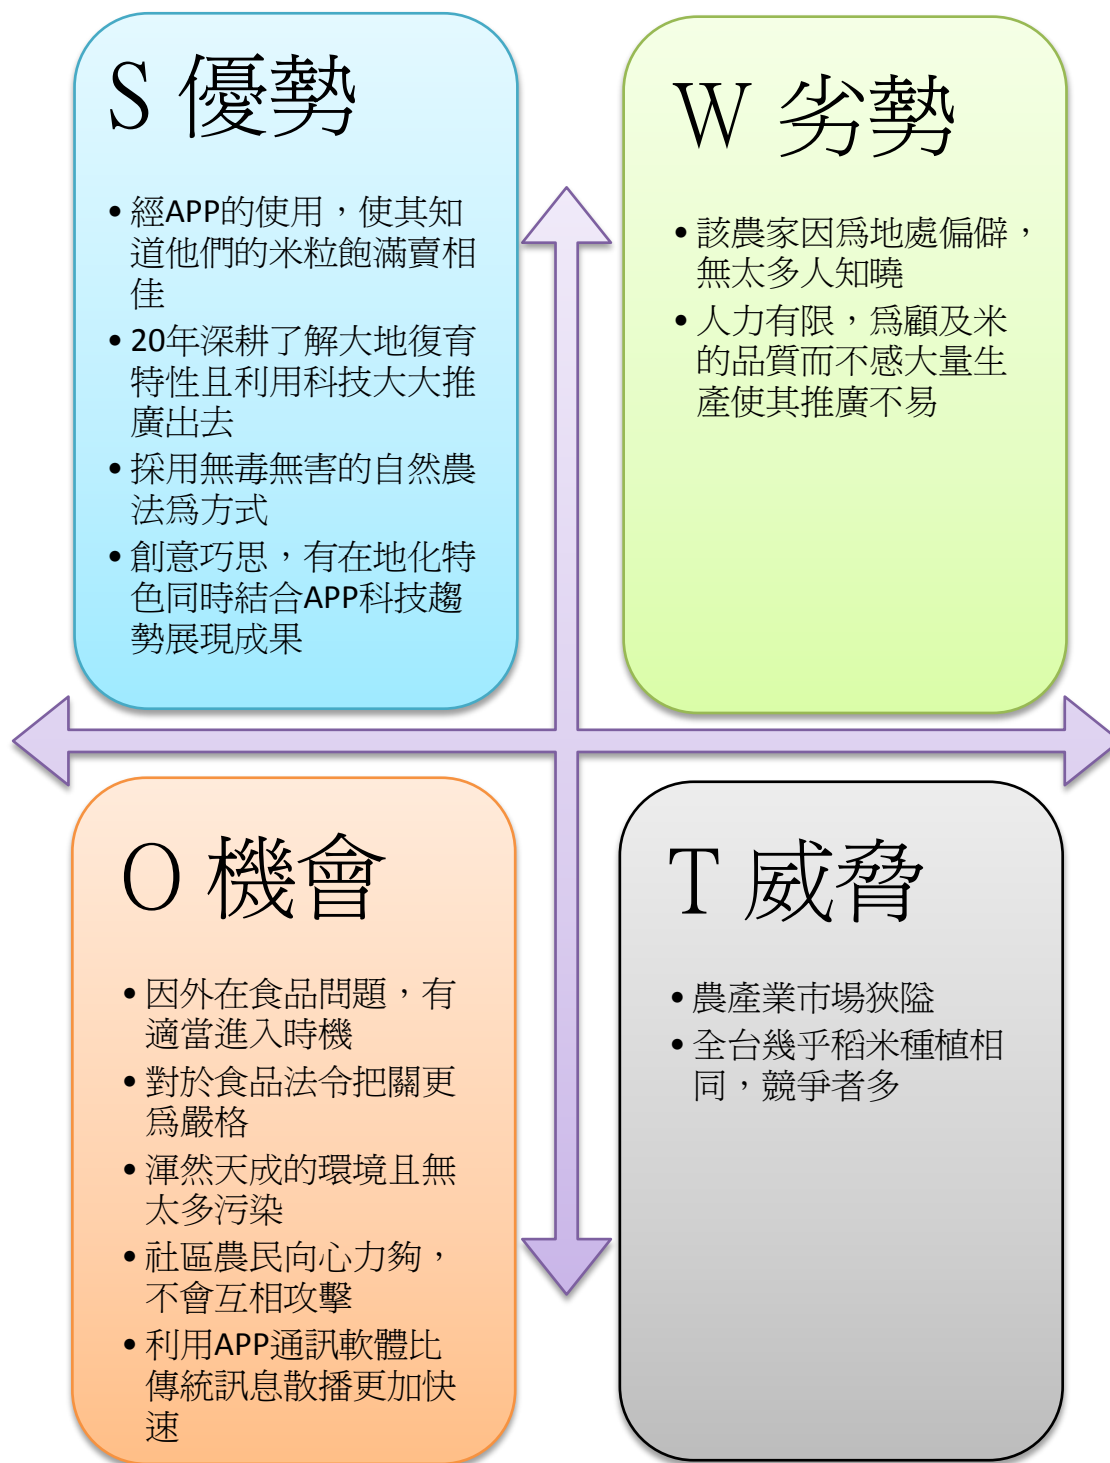 S 優勢
• 經APP的使用，使其知
道他們的米粒飽滿賣相
佳
• 20年深耕了解大地復育
特性且利用科技大大推
廣出去
• 採用無毒無害的自然農
法爲方式
• 創意巧思，有在地化特
色同時結合APP科技趨
勢展現成果
W 劣勢
• 該農家因爲地處偏僻，
無太多人知曉
• 人力有限，爲顧及米
的品質而不感大量生
產使其推廣不易
O 機會
• 因外在食品問題，有
適當進入時機
• 對於食品法令把關更
爲嚴格
• 渾然天成的環境且無
太多污染
• 社區農民向心力夠，
不會互相攻擊
• 利用APP通訊軟體比
傳統訊息散播更加快
速
T 威脅
• 農產業市場狹隘
• 全台幾乎稻米種植相
同，競爭者多